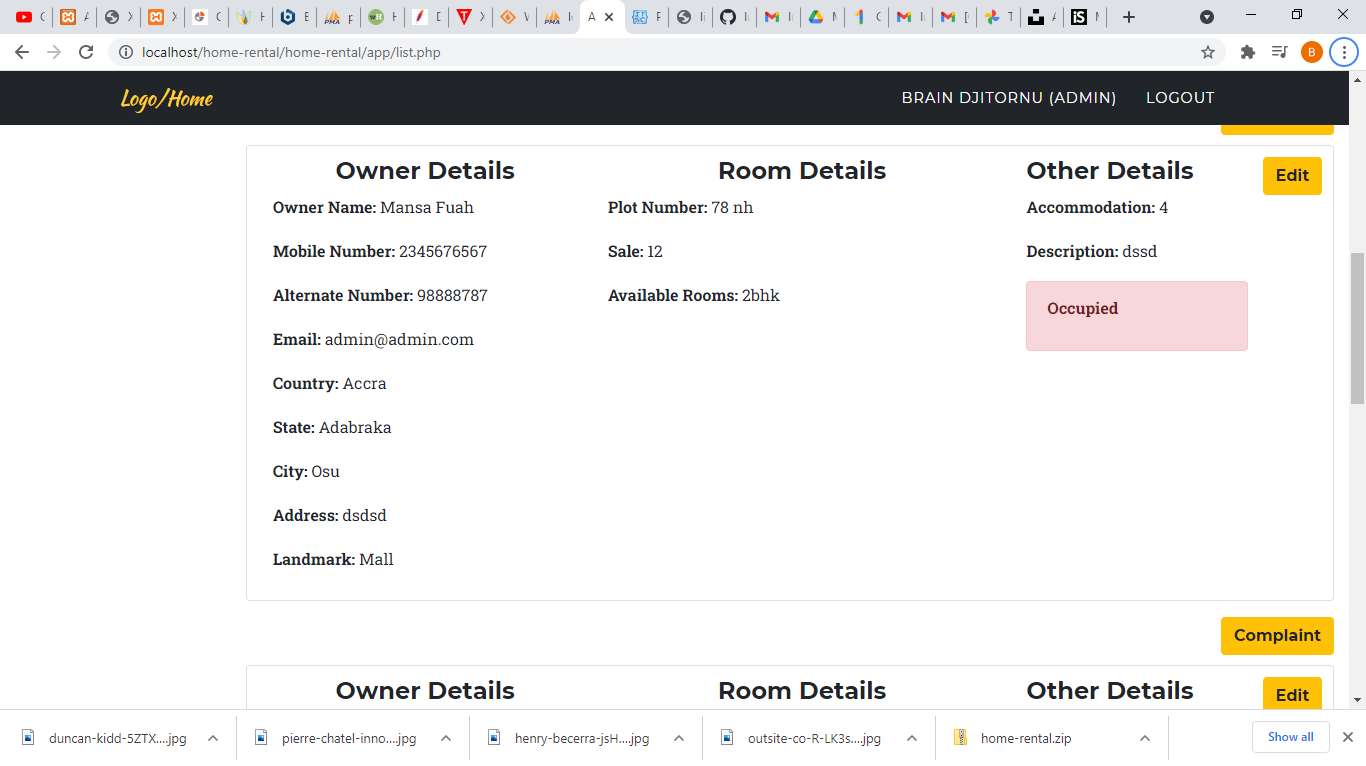 localhost/home-rental/home-rental/app/list.php
B
Logo/Home
BRAIN DJITORNU (ADMIN)
LOGOUT
Owner Details
Room Details
Other Details
Edit
Owner Name: Mansa Fuah
Plot Number: 78 nh
Accommodation: 4
Mobile Number: 2345676567
Sale: 12
Description: dssd
Alternate Number: 98888787
Available Rooms: 2bhk
Occupied
Email: admin@admin.com
Country: Accra
State: Adabraka
City: Osu
Address: dsdsd
Landmark: Mall
Complaint
Owner Details
Room Details
Other Details
Edit
duncan-kidd-5ZTX....jpg
pierre-chatel-inno....jpg
henry-becerra-jsH....jpg
outsite-co-R-LK3s....jpg
home-rental.zip
Show all